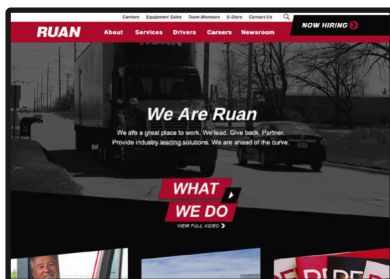 Carriers Equipment Sales Team Members E-Store Contact Us
NOW HIRING
RUAN
About Services Drivers Careers Newsroom
We Are Ruan
We are a great place to work. We lead. Give back. Partner.
Provide industry leading solutions. We are ahead of the curve.
WHAT
WE DO
VIEW FULL VIDEO